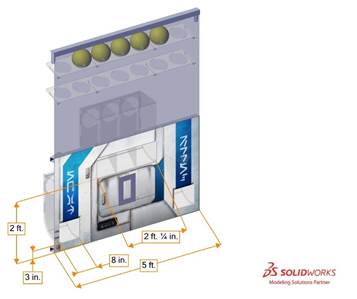 2 ft.
3 in.
8 in.
2 ft. ¼ in.
5 ft.
SOLIDWORKS
Modeling Solutions Partner